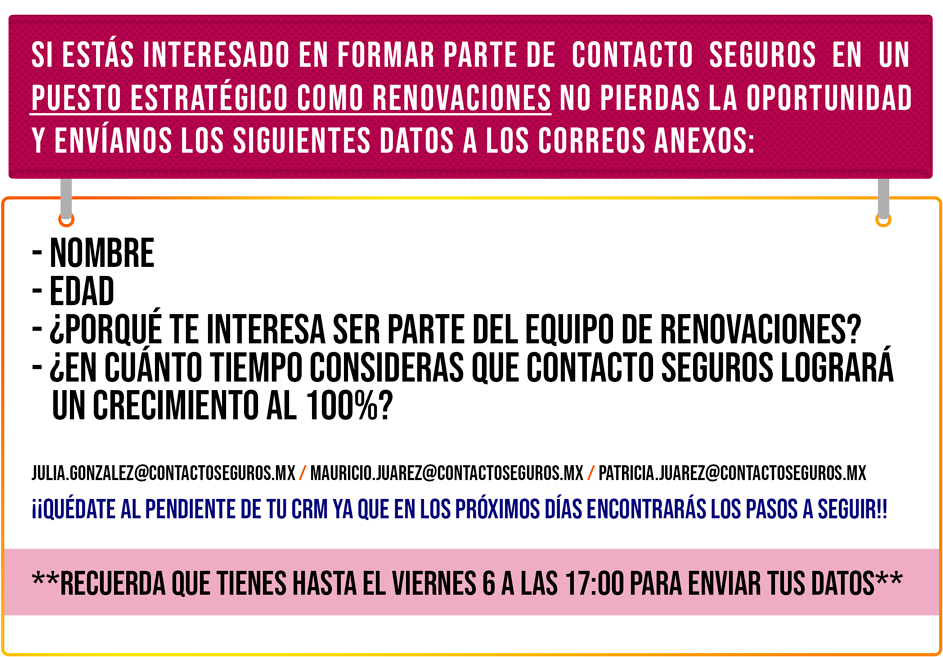 SI ESTÁS INTERESADO EN FORMAR PARTE DE CONTACTO SEGUROS EN UN
PUESTO ESTRATÉGICO COMO RENOVACIONES NO PIERDAS LA OPORTUNIDAD
Y ENVÍANOS LOS SIGUIENTES DATOS A LOS CORREOS ANEXOS:
- NOMBRE
- EDAD
- ¿PORQUÉ TE INTERESA SER PARTE DEL EQUIPO DE RENOVACIONES?
- ¿EN CUÁNTO TIEMPO CONSIDERAS QUE CONTACTO SEGUROS LOGRARÁ
UN CRECIMIENTO AL 100%?
JULIA.GONZALEZ@CONTACTOSEGUROS.MX / MAURICIO.JUAREZ@CONTACTOSEGUROS.MX / PATRICIA.JUAREZ@CONTACTOSEGUROS.MX
¡¡QUÉDATE AL PENDIENTE DE TU CRM YA QUE EN LOS PRÓXIMOS DÍAS ENCONTRARÁS LOS PASOS A SEGUIR!!
**RECUERDA QUE TIENES HASTA EL VIERNES 6 A LAS 17:00 PARA ENVIAR TUS DATOS**